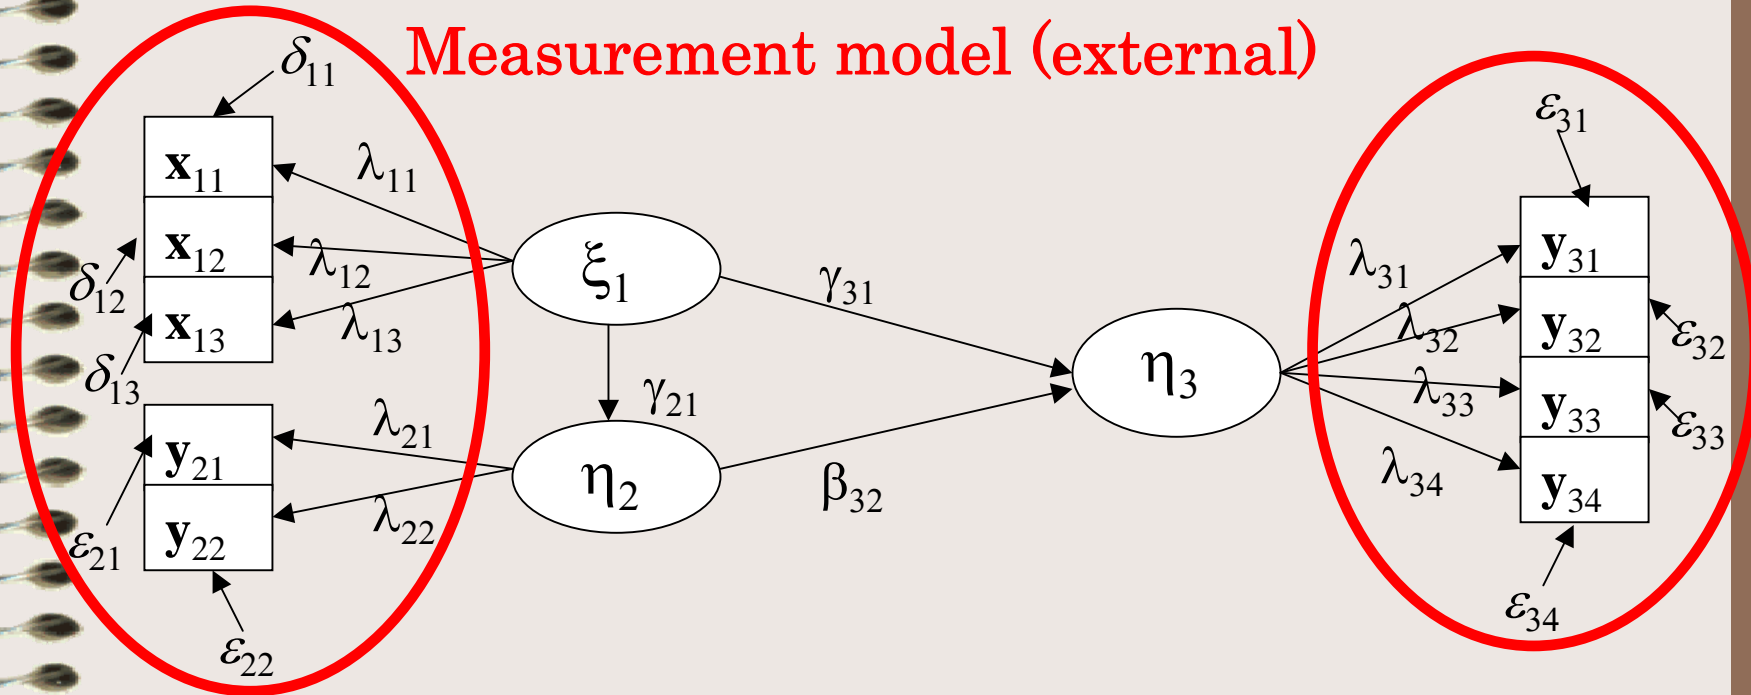 Measurement model (external)
δ₁₁
x₁₁
λ₁₁
x₁₂
λ₁₂
δ₁₂
x₁₃
λ₁₃
δ₁₃
ξ₁
γ₃₁
γ₂₁
y₂₁
λ₂₁
ε₂₁
y₂₂
λ₂₂
ε₂₂
η₂
β₃₂
η₃
ε₃₁
λ₃₁
y₃₁
λ₃₂
y₃₂
ε₃₂
λ₃₃
y₃₃
ε₃₃
λ₃₄
y₃₄
ε₃₄